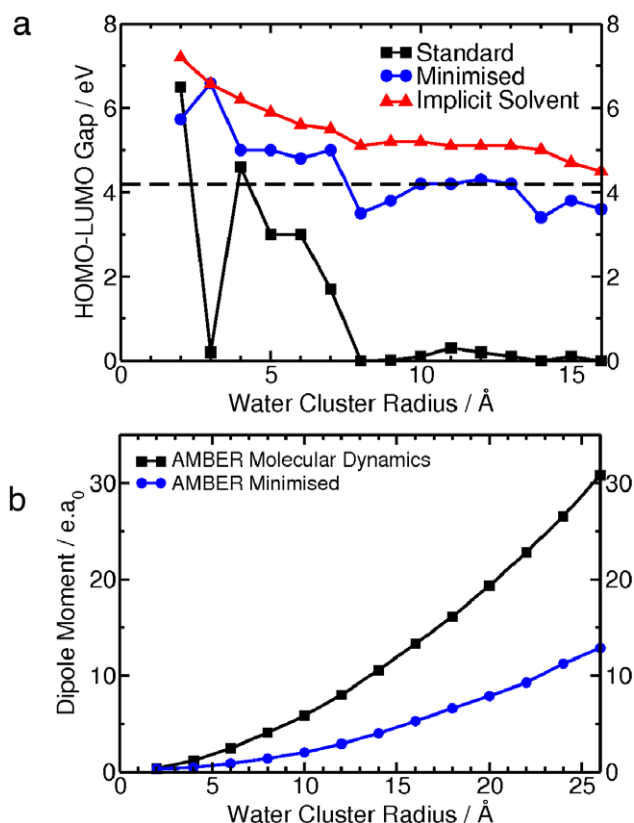 a
HOMO-LUMO Gap / eV
Standard
Minimised
Implicit Solvent
8 8
6 6
4 4
2 2
0 0
0 5 10 15
Water Cluster Radius / Å
b
Dipole Moment / e.a0
AMBER Molecular Dynamics
AMBER Minimised
30 30
20 20
10 10
0 0
0 5 10 15 20 25
Water Cluster Radius / Å